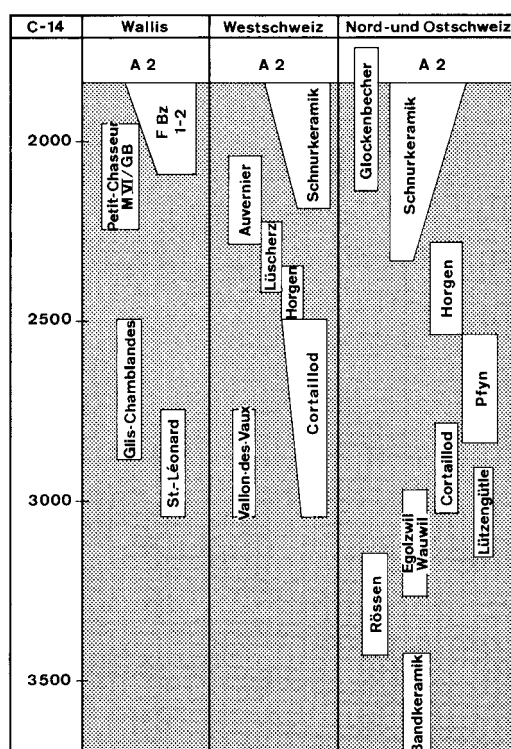 C-14
Wallis
Westschweiz
Nord-und Ostschweiz
A 2
A 2
A 2
2000
2500
3000
3500
F Bz
1-2
Petit-Chasseur
M VI/GB
Glis-Chamblandes
St.-Léonard
Schnurkeramik
Auvernier
Lüscherz
Horgen
Cortaillod
Vallon-des-Vaux
Glockenbecher
Schnurkeramik
Horgen
Pfyn
Cortaillod
Lützengütle
Egolzwil
Wauwil
Rössen
Bandkeramik